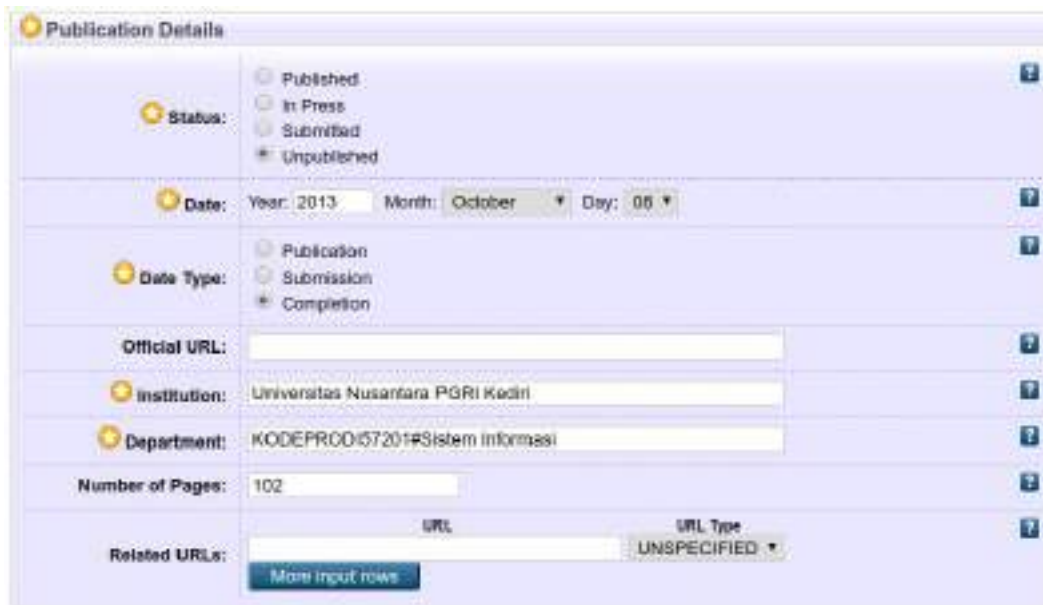 Publication Details
Status:
Published
In Press
Submitted
Unpublished
Date: Year: 2013 Month: October Day: 08
Date Type:
Publication
Submission
Completion
Official URL:
Institution: Universitas Nusantara PGRI Kediri
Department: KODEPRODI57201#Sistem Informasi
Number of Pages: 102
URL URL Type
Related URLs: UNSPECIFIED
More input rows